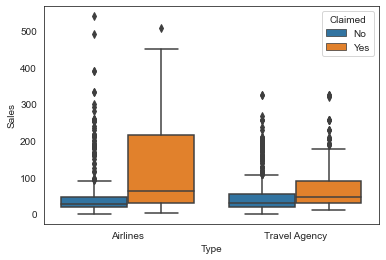 Claimed
No
Yes
500
400
300
200
100
0
Sales
Airlines
Travel Agency
Type